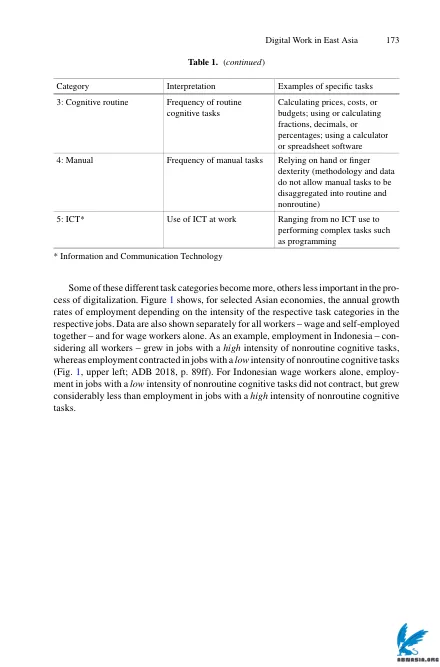 Digital Work in East Asia 173
Table 1. (continued)
Category Interpretation Examples of specific tasks
3: Cognitive routine Frequency of routine Calculating prices, costs, or
cognitive tasks budgets; using or calculating
fractions, decimals, or
percentages; using a calculator
or spreadsheet software
4: Manual Frequency of manual tasks Relying on hand or finger
dexterity (methodology and data
do not allow manual tasks to be
disaggregated into routine and
nonroutine)
5: ICT* Use of ICT at work Ranging from no ICT use to
performing complex tasks such
as programming
* Information and Communication Technology
Some of these different task categories become more, others less important in the pro-
cess of digitalization. Figure 1 shows, for selected Asian economies, the annual growth
rates of employment depending on the intensity of the respective task categories in the
respective jobs. Data are also shown separately for all workers – wage and self-employed
together – and for wage workers alone. As an example, employment in Indonesia – con-
sidering all workers – grew in jobs with a high intensity of nonroutine cognitive tasks,
whereas employment contracted in jobs with a low intensity of nonroutine cognitive tasks
(Fig. 1, upper left; ADB 2018, p. 89ff). For Indonesian wage workers alone, employ-
ment in jobs with a low intensity of nonroutine cognitive tasks did not contract, but grew
considerably less than employment in jobs with a high intensity of nonroutine cognitive
tasks.